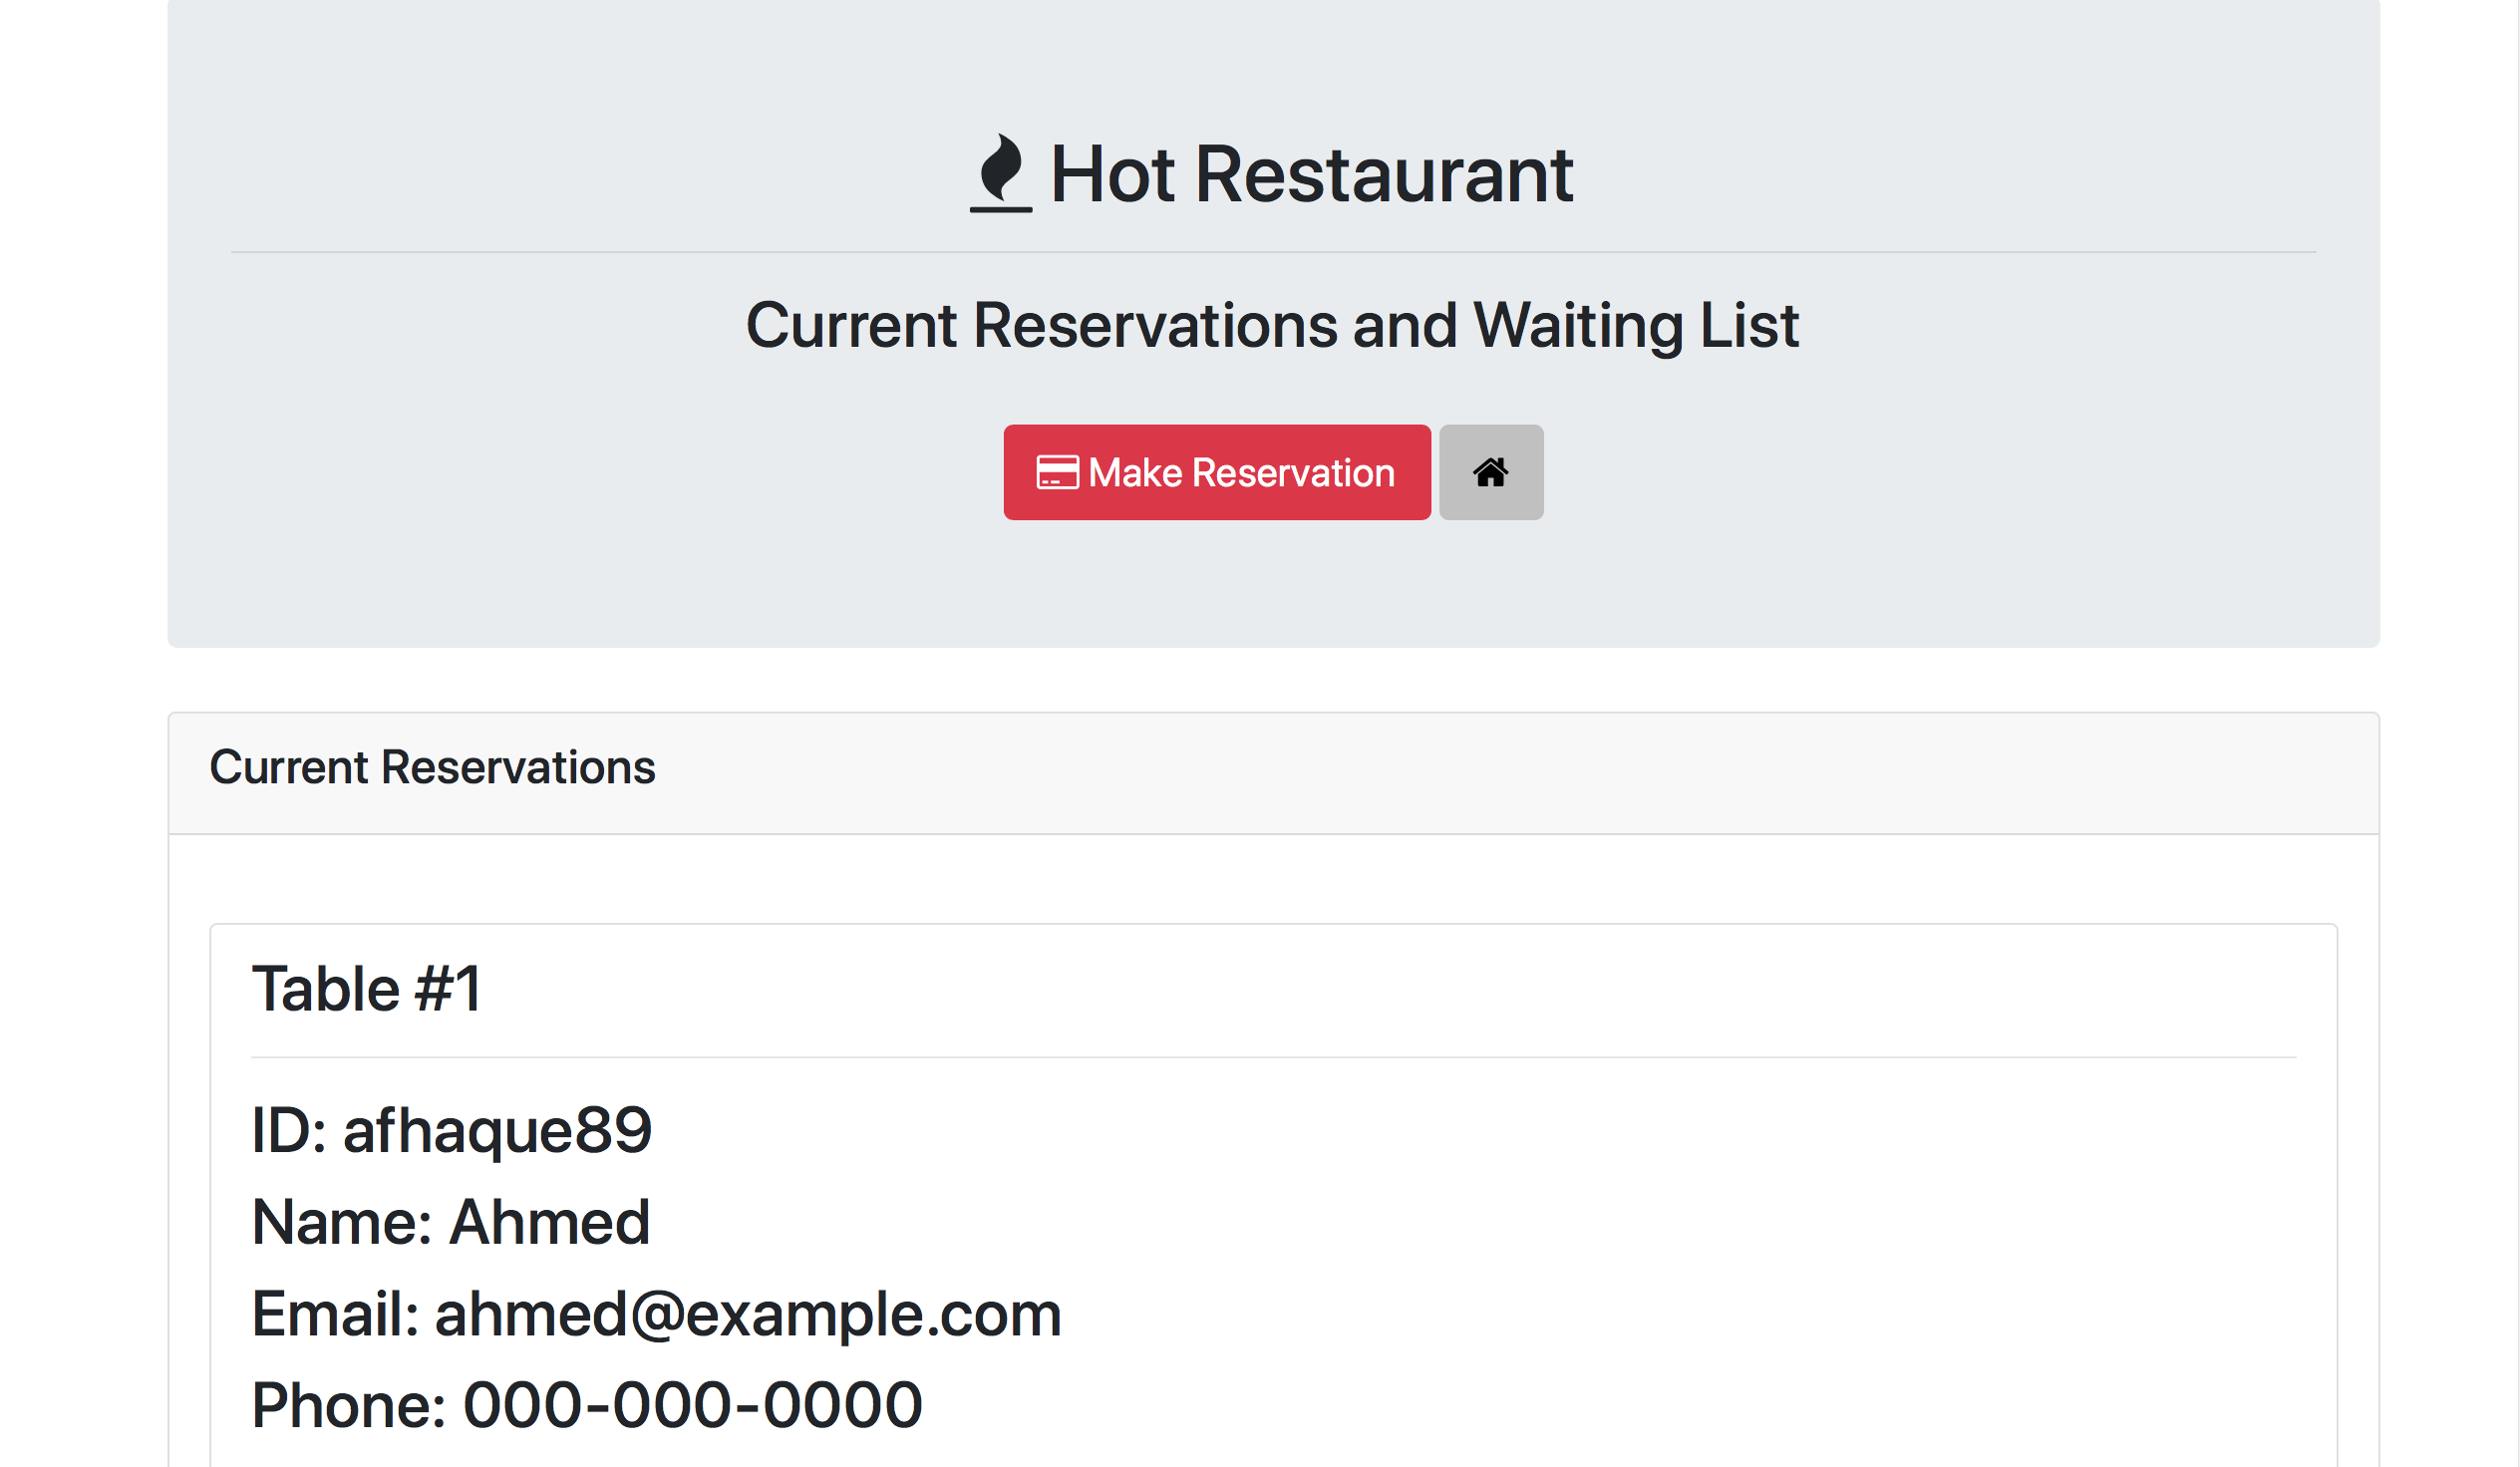 Hot Restaurant
Current Reservations and Waiting List
Make Reservation
Current Reservations
Table #1
ID: afhaque89
Name: Ahmed
Email: ahmed@example.com
Phone: 000-000-0000